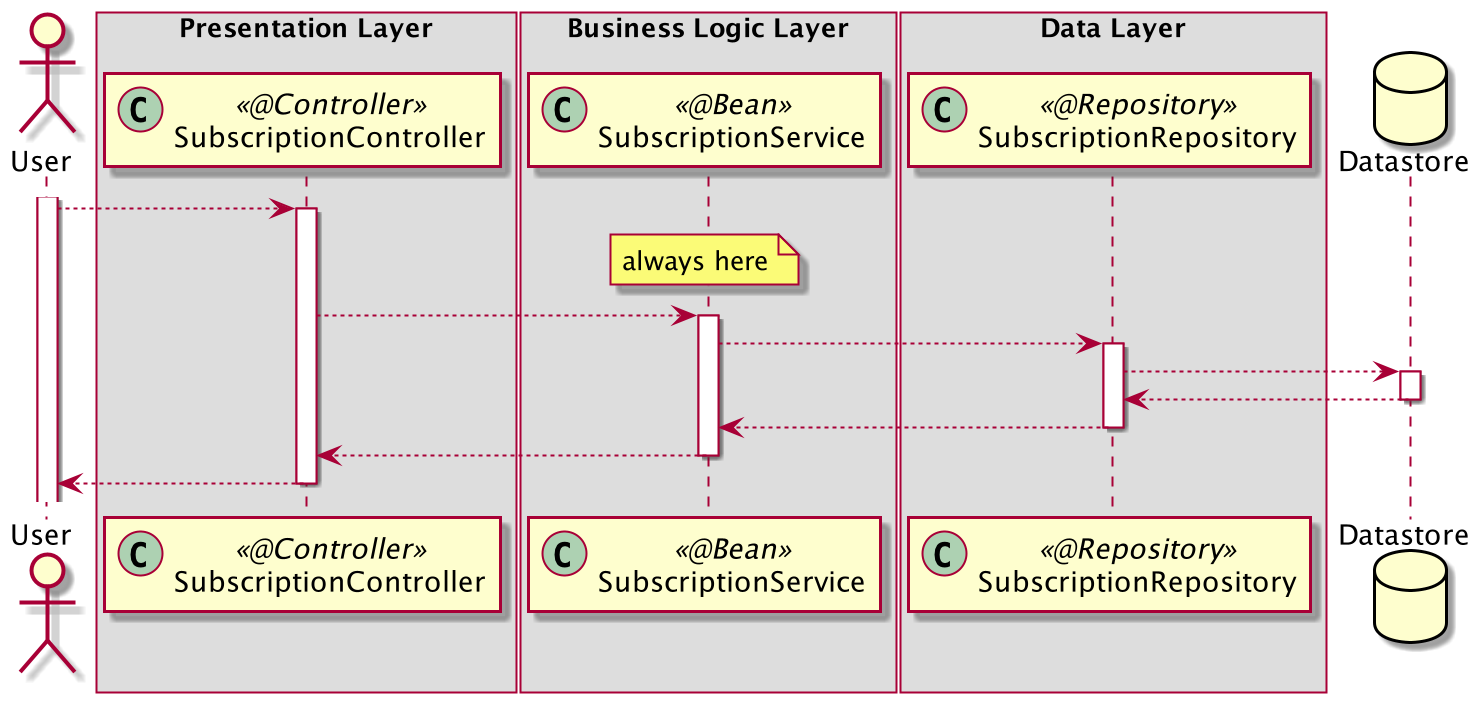 Presentation Layer
Business Logic Layer
Data Layer
C
«@Controller»
SubscriptionController
C
«@Bean»
SubscriptionService
C
«@Repository»
SubscriptionRepository
User
Datastore
always here
User
Datastore
C
«@Controller»
SubscriptionController
C
«@Bean»
SubscriptionService
C
«@Repository»
SubscriptionRepository